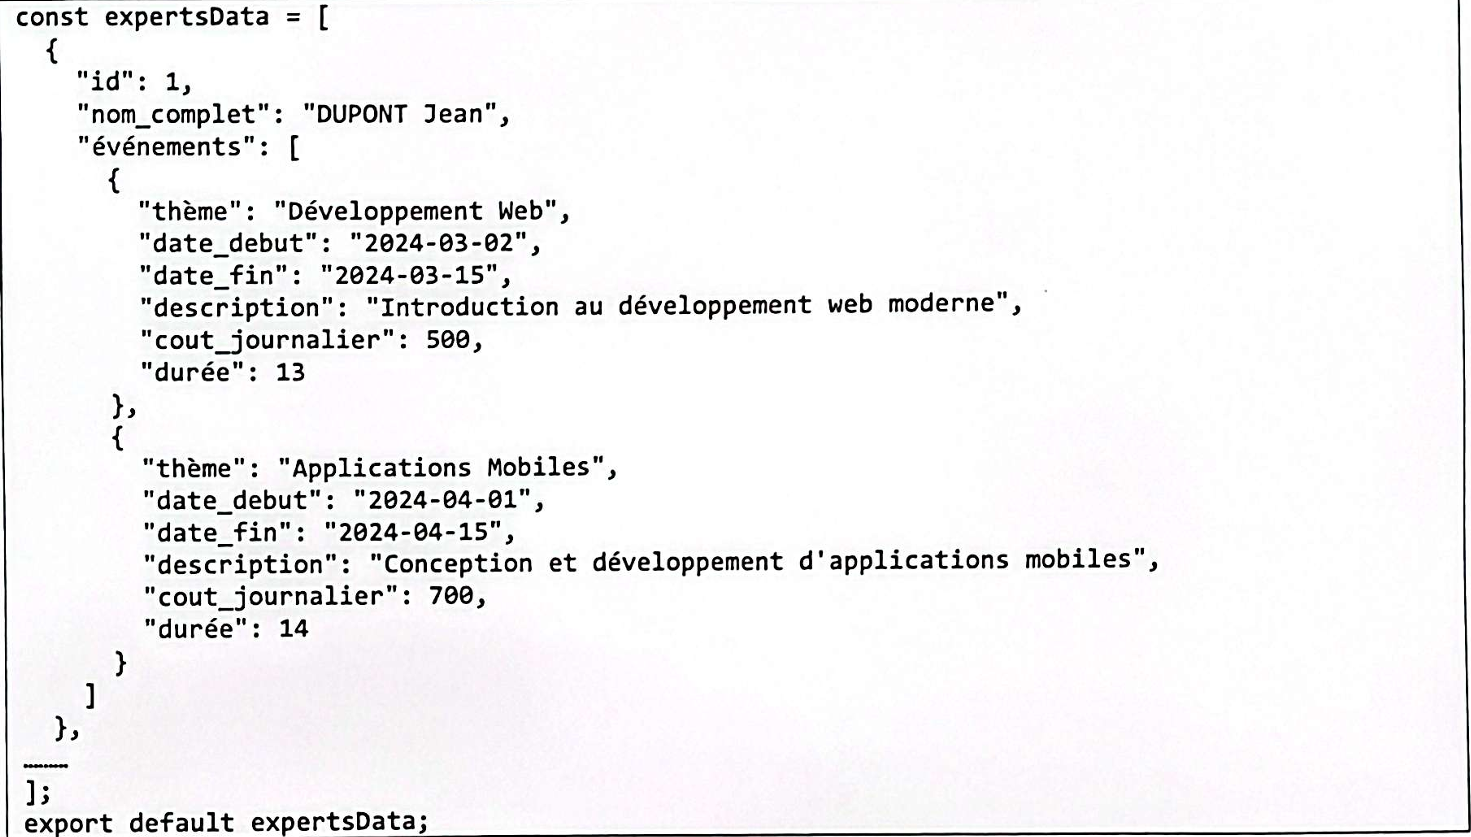 const expertsData = [
{
"id": 1,
"nom_complet": "DUPONT Jean",
"événements": [
{
"thème": "Développement Web",
"date_debut": "2024-03-02",
"date_fin": "2024-03-15",
"description": "Introduction au développement web moderne",
"cout_journalier": 500,
"durée": 13
},
{
"thème": "Applications Mobiles",
"date_debut": "2024-04-01",
"date_fin": "2024-04-15",
"description": "Conception et développement d'applications mobiles",
"cout_journalier": 700,
"durée": 14
}
]
},
..........
];
export default expertsData;